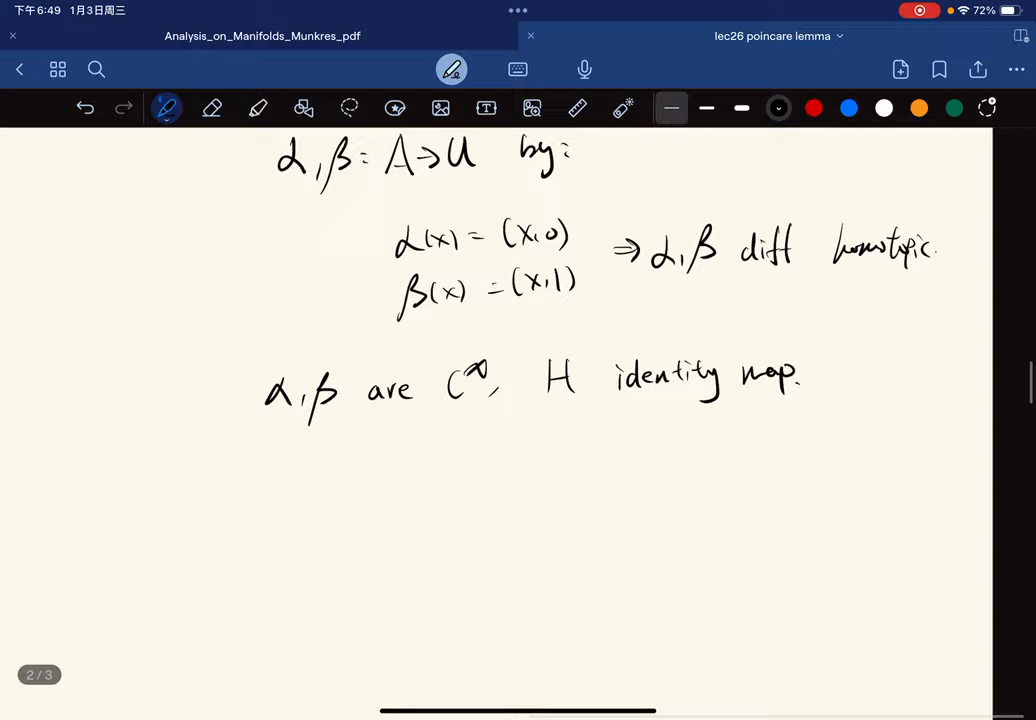 下午6:49 1月3日周三
72%
Analysis_on_Manifolds_Munkres_pdf
lec26 poincare lemma
α,β: A→U by:
α(x) = (x,0)
⇒ α,β diff homotopic.
β(x) = (x,1)
α,β are C^∞, H identity map.
2 / 3